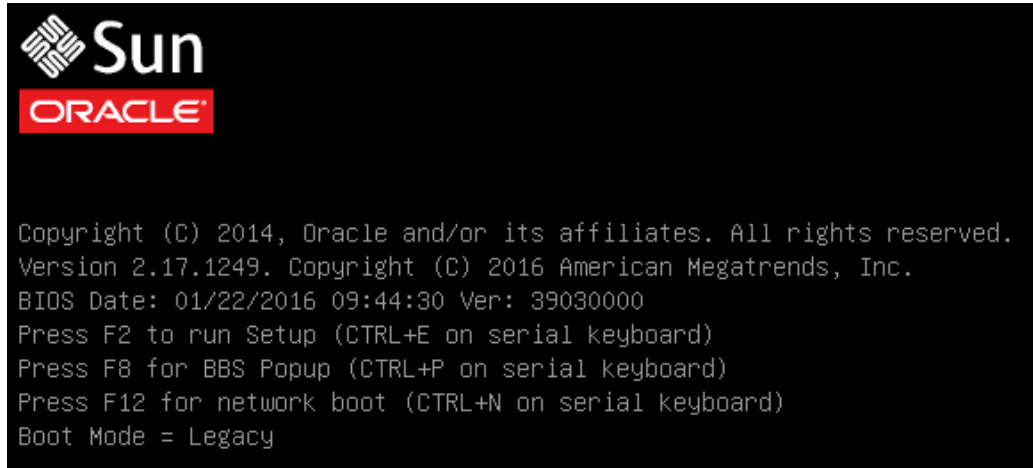 Sun
ORACLE
Copyright (C) 2014, Oracle and/or its affiliates. All rights reserved.
Version 2.17.1249. Copyright (C) 2016 American Megatrends, Inc.
BIOS Date: 01/22/2016 09:44:30 Ver: 39030000
Press F2 to run Setup (CTRL+E on serial keyboard)
Press F8 for BBS Popup (CTRL+P on serial keyboard)
Press F12 for network boot (CTRL+N on serial keyboard)
Boot Mode = Legacy